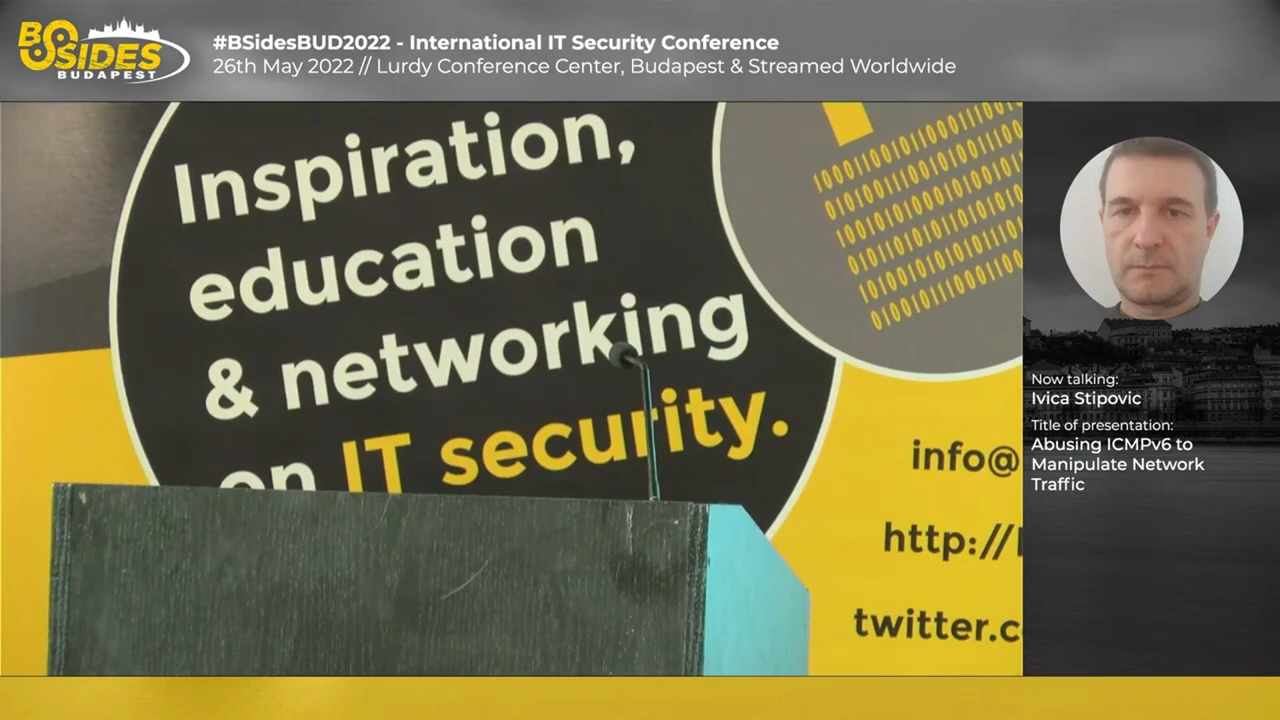 BSIDES
BUDAPEST
#BSidesBUD2022 - International IT Security Conference
26th May 2022 // Lurdy Conference Center, Budapest & Streamed Worldwide
Inspiration,
education
& networking
on IT security.
info@
http://
twitter.c
Now talking:
Ivica Stipovic
Title of presentation:
Abusing ICMPv6 to
Manipulate Network
Traffic